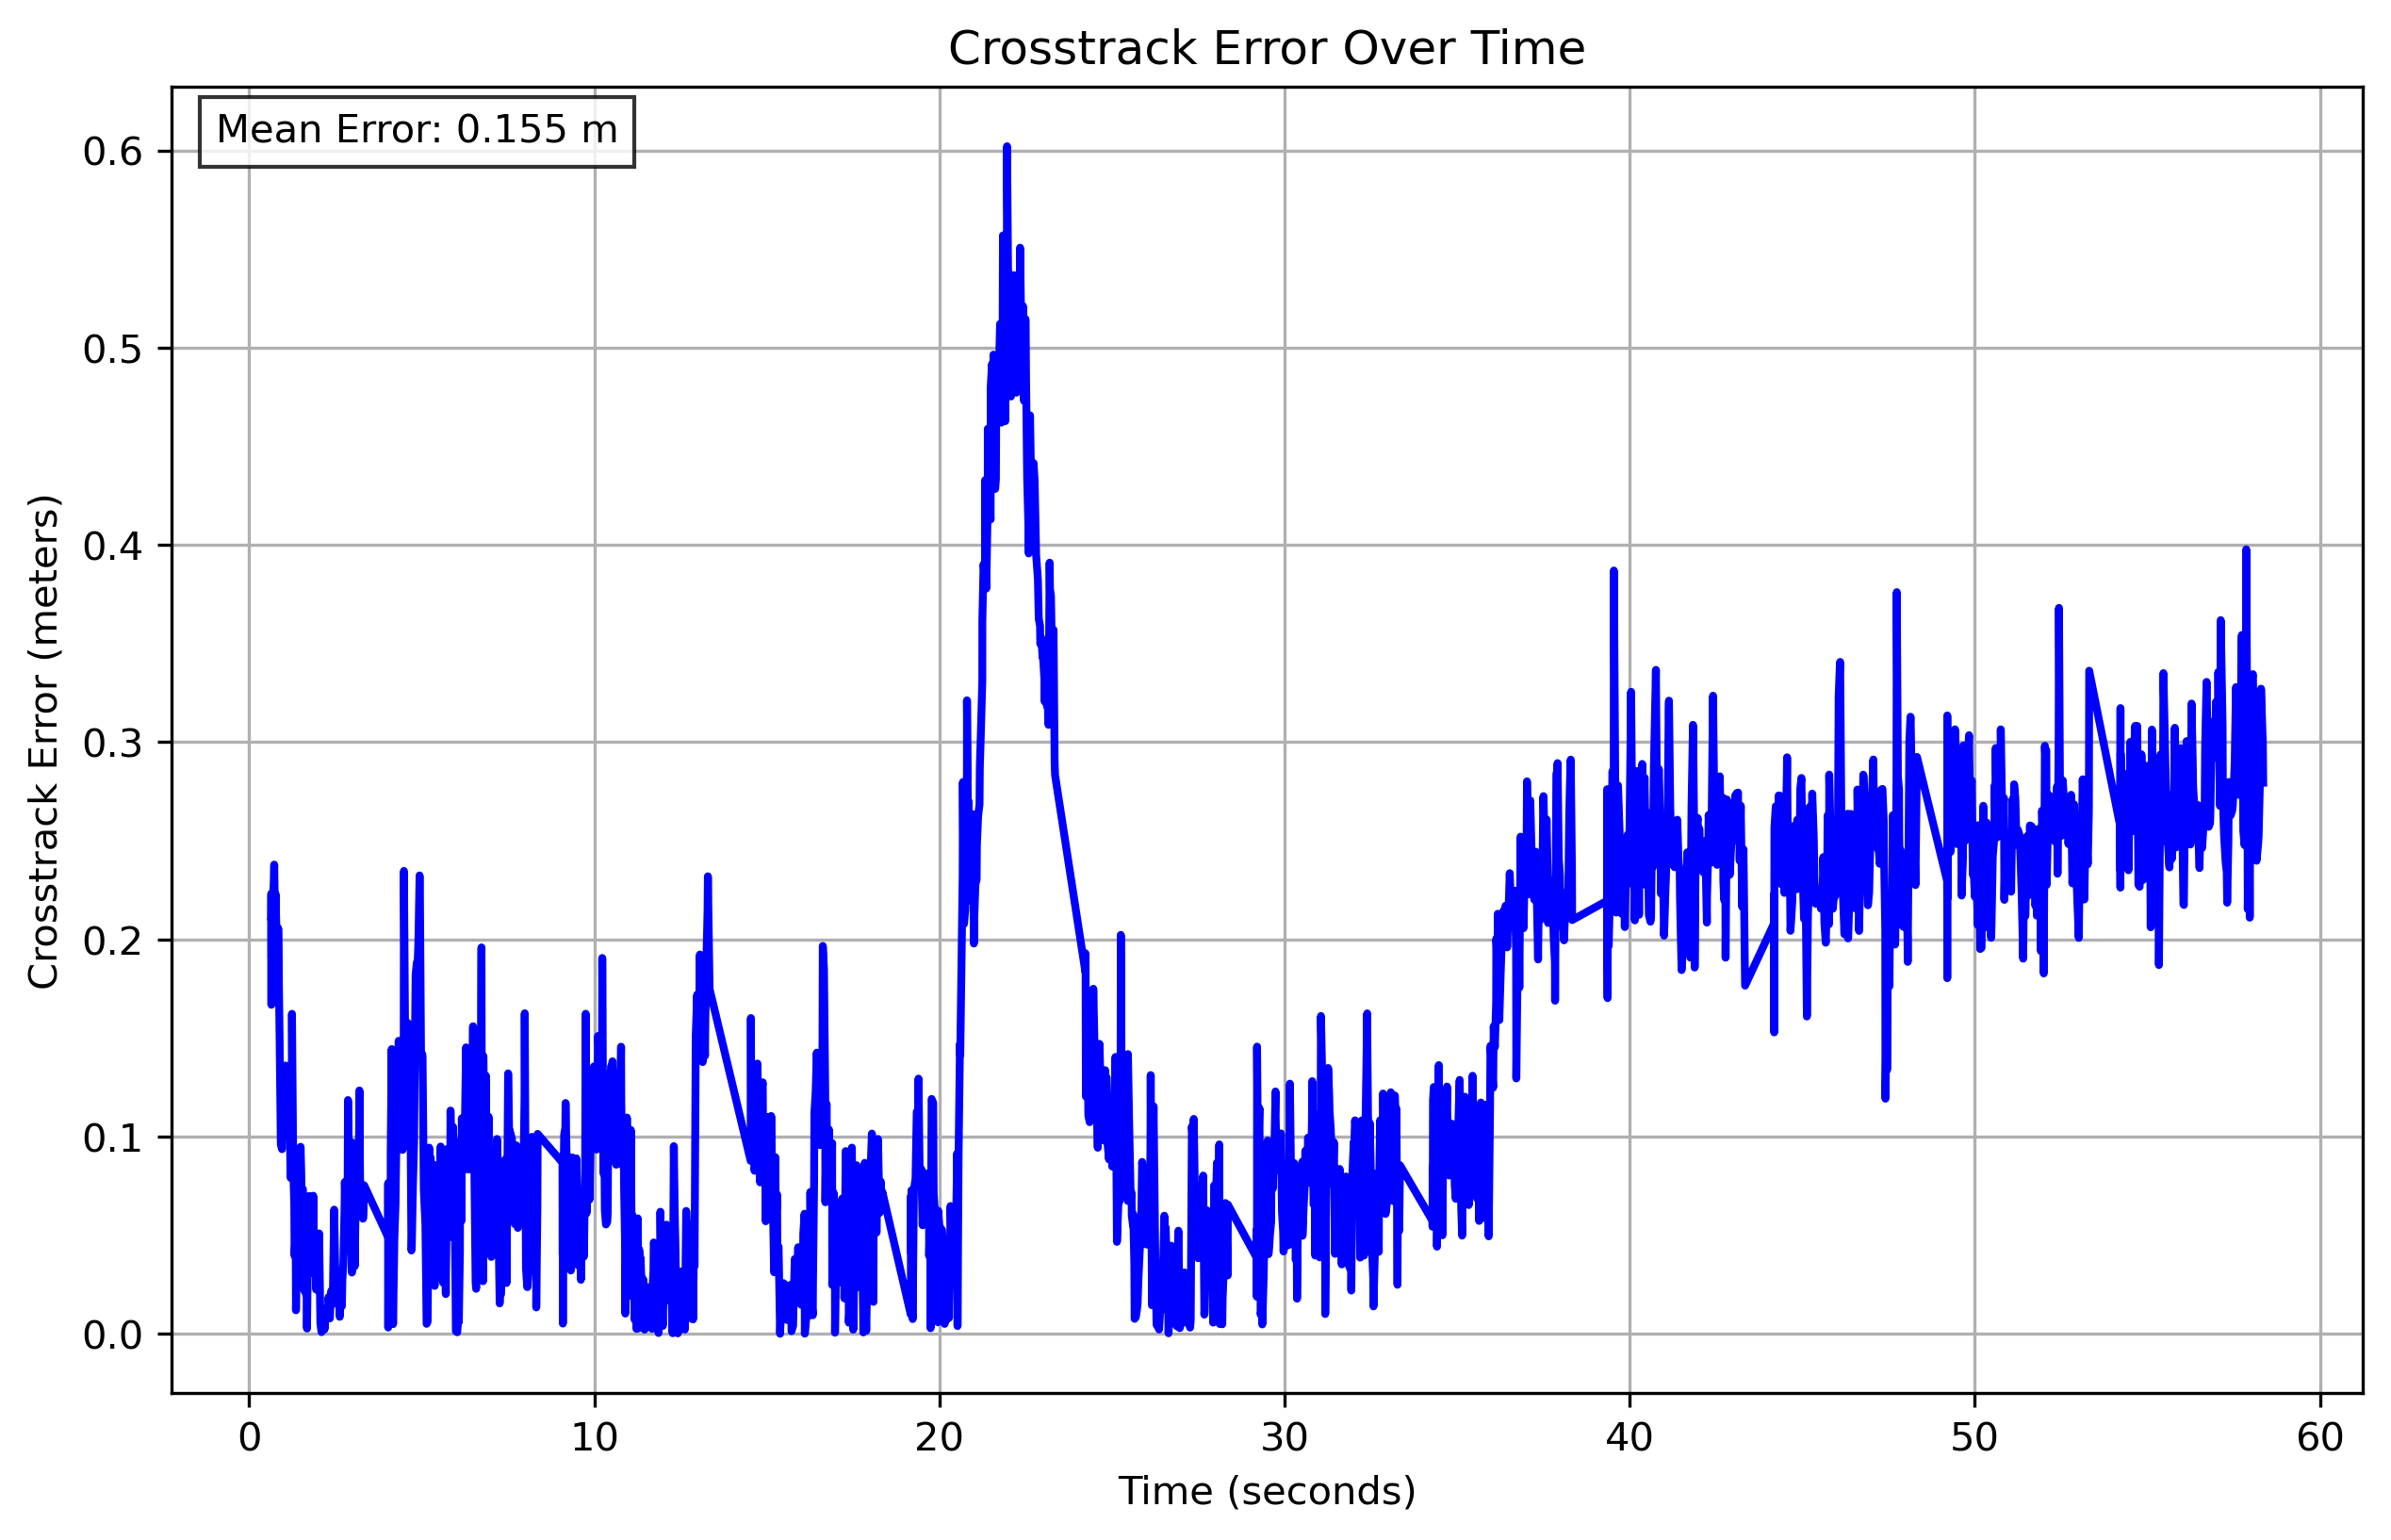 Crosstrack Error Over Time
Mean Error: 0.155 m
Crosstrack Error (meters)
0.6
0.5
0.4
0.3
0.2
0.1
0.0
0 10 20 30 40 50 60
Time (seconds)